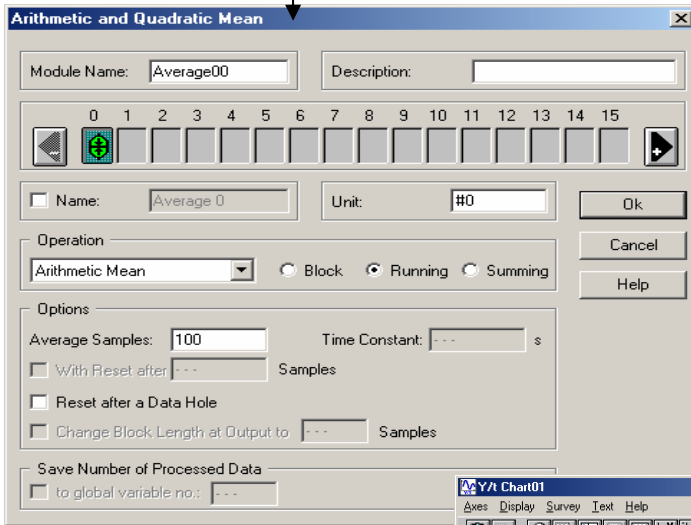 Arithmetic and Quadratic Mean
Module Name: Average00 Description:
0 1 2 3 4 5 6 7 8 9 10 11 12 13 14 15
Name: Average 0 Unit: #0
Ok
Operation
Cancel
Arithmetic Mean Block Running Summing
Help
Options
Average Samples: 100 Time Constant: - - - s
With Reset after - - - Samples
Reset after a Data Hole
Change Block Length at Output to - - - Samples
Save Number of Processed Data
to global variable no.: - - -
Y/t Chart01
Axes Display Survey Text Help